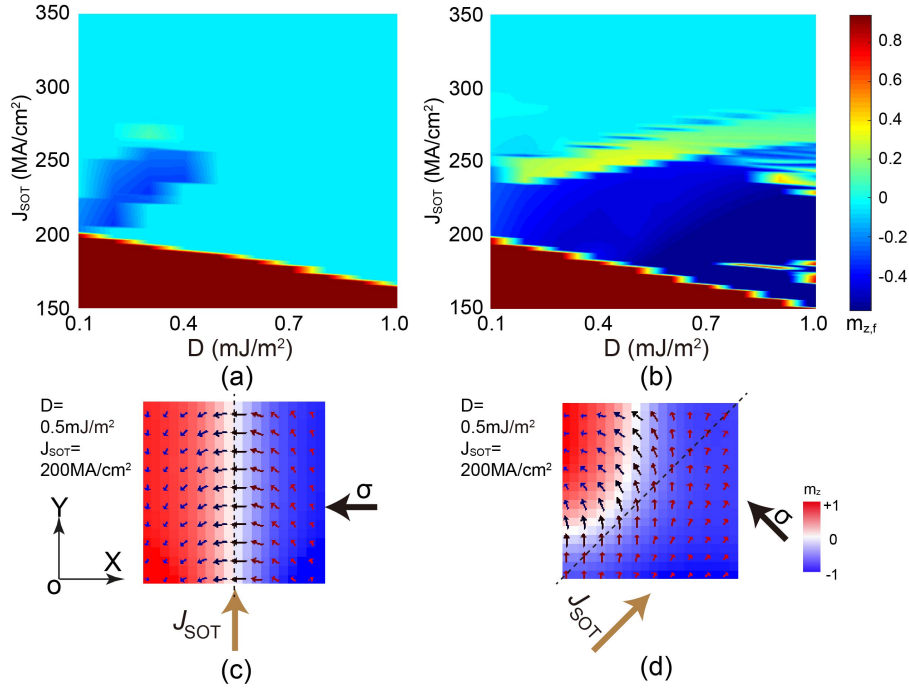 350
300
250
200
150
J_SOT (MA/cm²)
0.1 0.4 0.7 1.0
D (mJ/m²)
(a)
350
300
250
200
150
J_SOT (MA/cm²)
0.1 0.4 0.7 1.0
D (mJ/m²)
(b)
0.8
0.6
0.4
0.2
0
-0.2
-0.4
m_z,f
D=
0.5mJ/m²
J_SOT=
200MA/cm²
Y
X
O
σ
J_SOT
(c)
D=
0.5mJ/m²
J_SOT=
200MA/cm²
σ
m_z
+1
0
-1
J_SOT
(d)